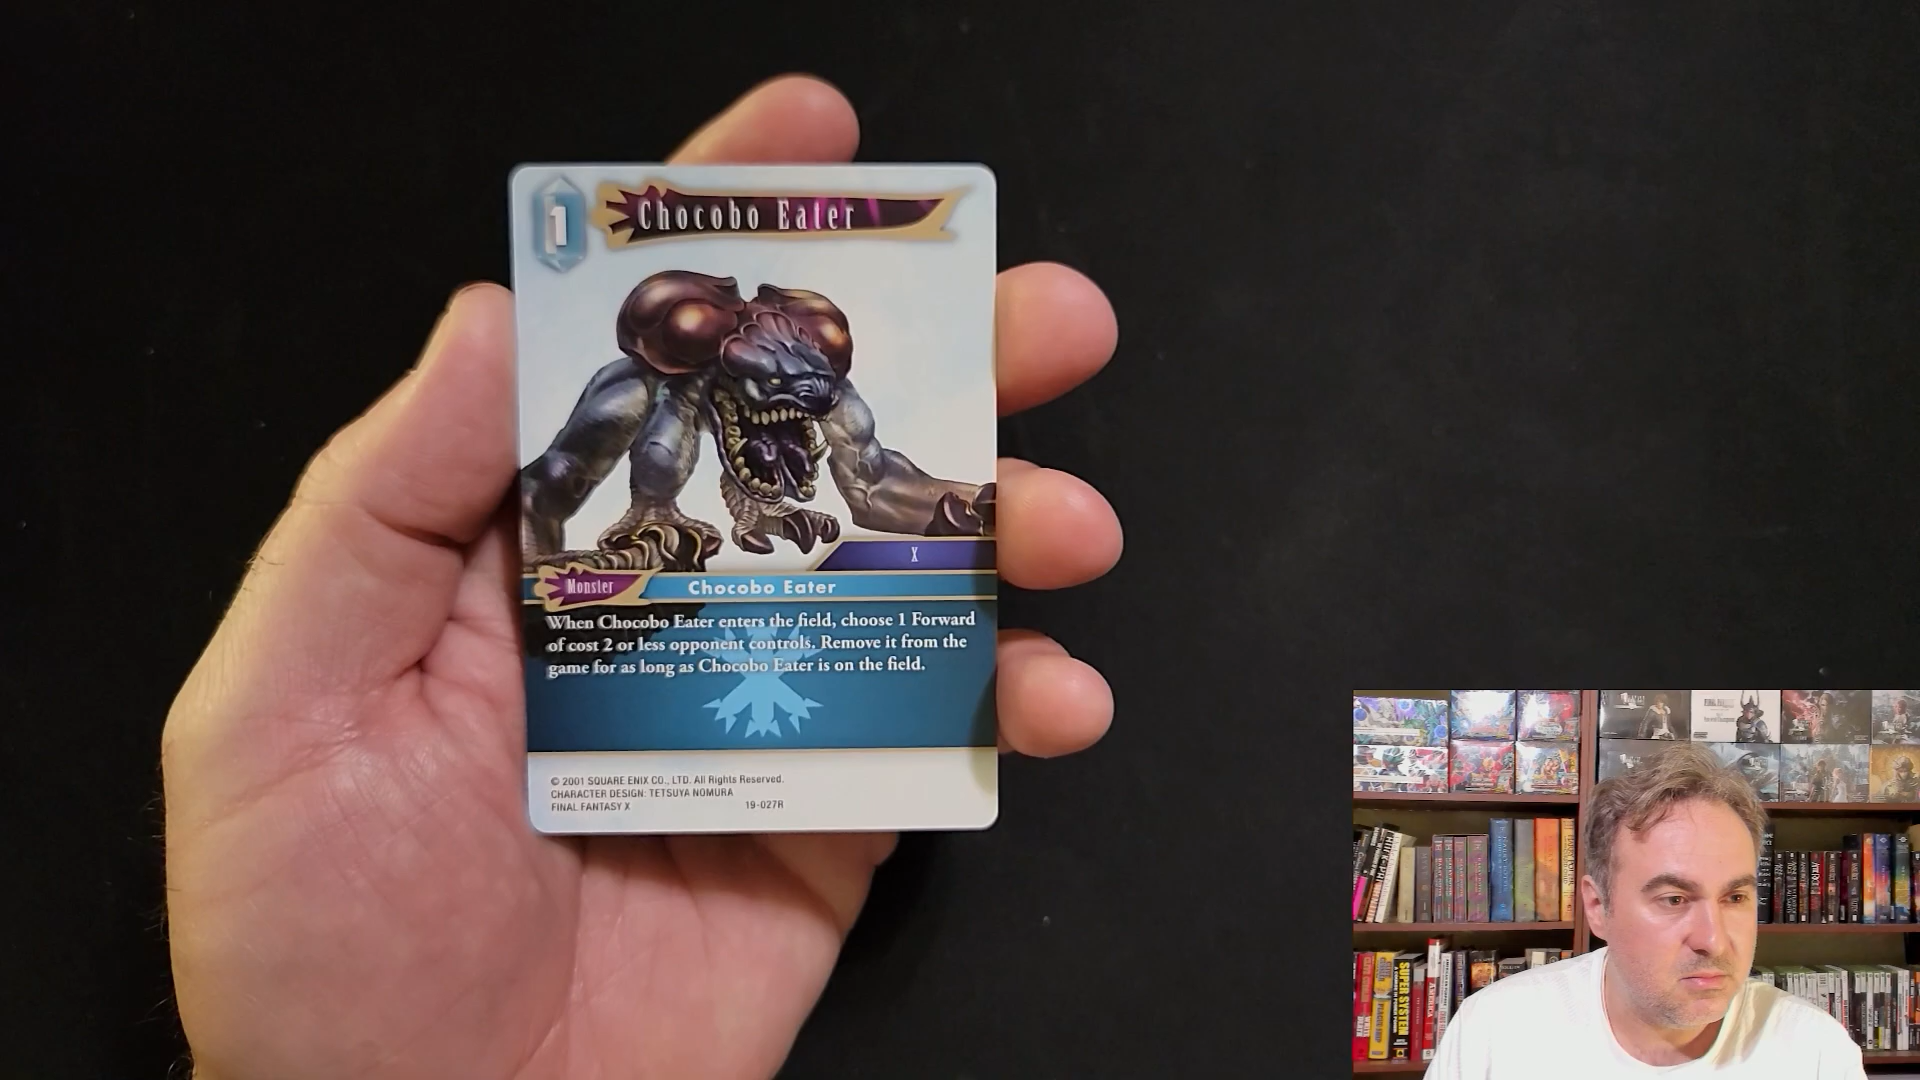 1
Chocobo Eater
X
Monster
Chocobo Eater
When Chocobo Eater enters the field, choose 1 Forward
of cost 2 or less opponent controls. Remove it from the
game for as long as Chocobo Eater is on the field.
© 2001 SQUARE ENIX CO., LTD. All Rights Reserved.
CHARACTER DESIGN: TETSUYA NOMURA
FINAL FANTASY X
19-027R
SUPER SYSTEM